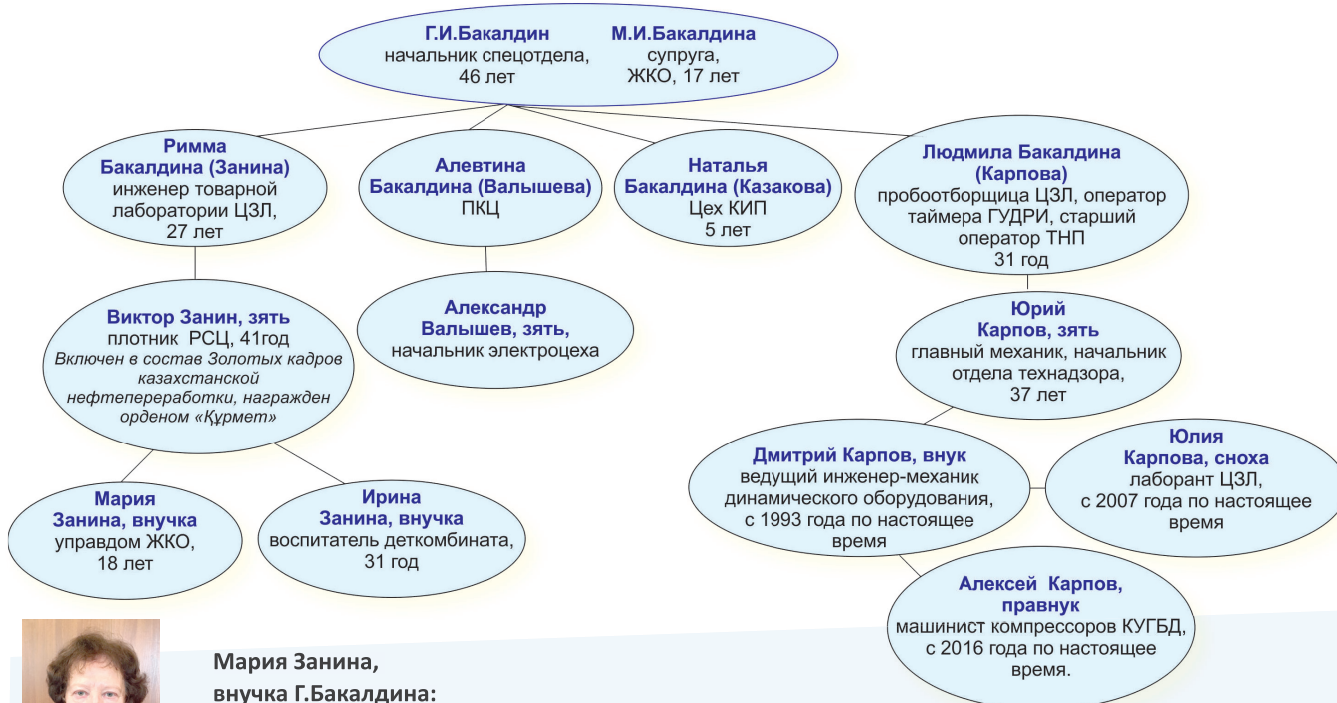 Г.И.Бакалдин
начальник спецотдела,
46 лет
М.И.Бакалдина
супруга,
ЖКО, 17 лет
Римма
Бакалдина (Занина)
инженер товарной
лаборатории ЦЗЛ,
27 лет
Алевтина
Бакалдина (Валышева)
ПКЦ
Наталья
Бакалдина (Казакова)
Цех КИП
5 лет
Людмила Бакалдина
(Карпова)
пробоотборщица ЦЗЛ, оператор
таймера ГУДРИ, старший
оператор ТНП
31 год
Виктор Занин, зять
плотник РСЦ, 41год
Включен в состав Золотых кадров
казахстанской
нефтепереработки, награжден
орденом «Құрмет»
Александр
Валышев, зять,
начальник электроцеха
Юрий
Карпов, зять
главный механик, начальник
отдела технадзора,
37 лет
Мария
Занина, внучка
управдом ЖКО,
18 лет
Ирина
Занина, внучка
воспитатель деткомбината,
31 год
Дмитрий Карпов, внук
ведущий инженер-механик
динамического оборудования,
с 1993 года по настоящее
время
Юлия
Карпова, сноха
лаборант ЦЗЛ,
с 2007 года по настоящее
время
Алексей Карпов,
правнук
машинист компрессоров КУГБД,
с 2016 года по настоящее
время.
Мария Занина,
внучка Г.Бакалдина: